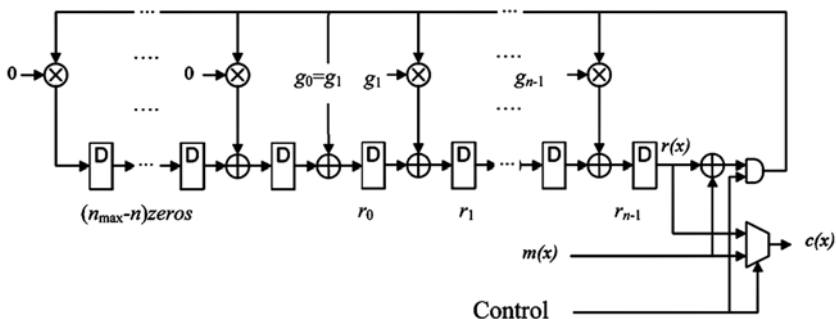 .... .... ....
0 0 g₀=g₁ g₁ gₙ₋₁
.... ....
D ... D D D D ... D D r(x)
(nₘₐₓ-n)zeros r₀ r₁ rₙ₋₁
m(x) c(x)
Control